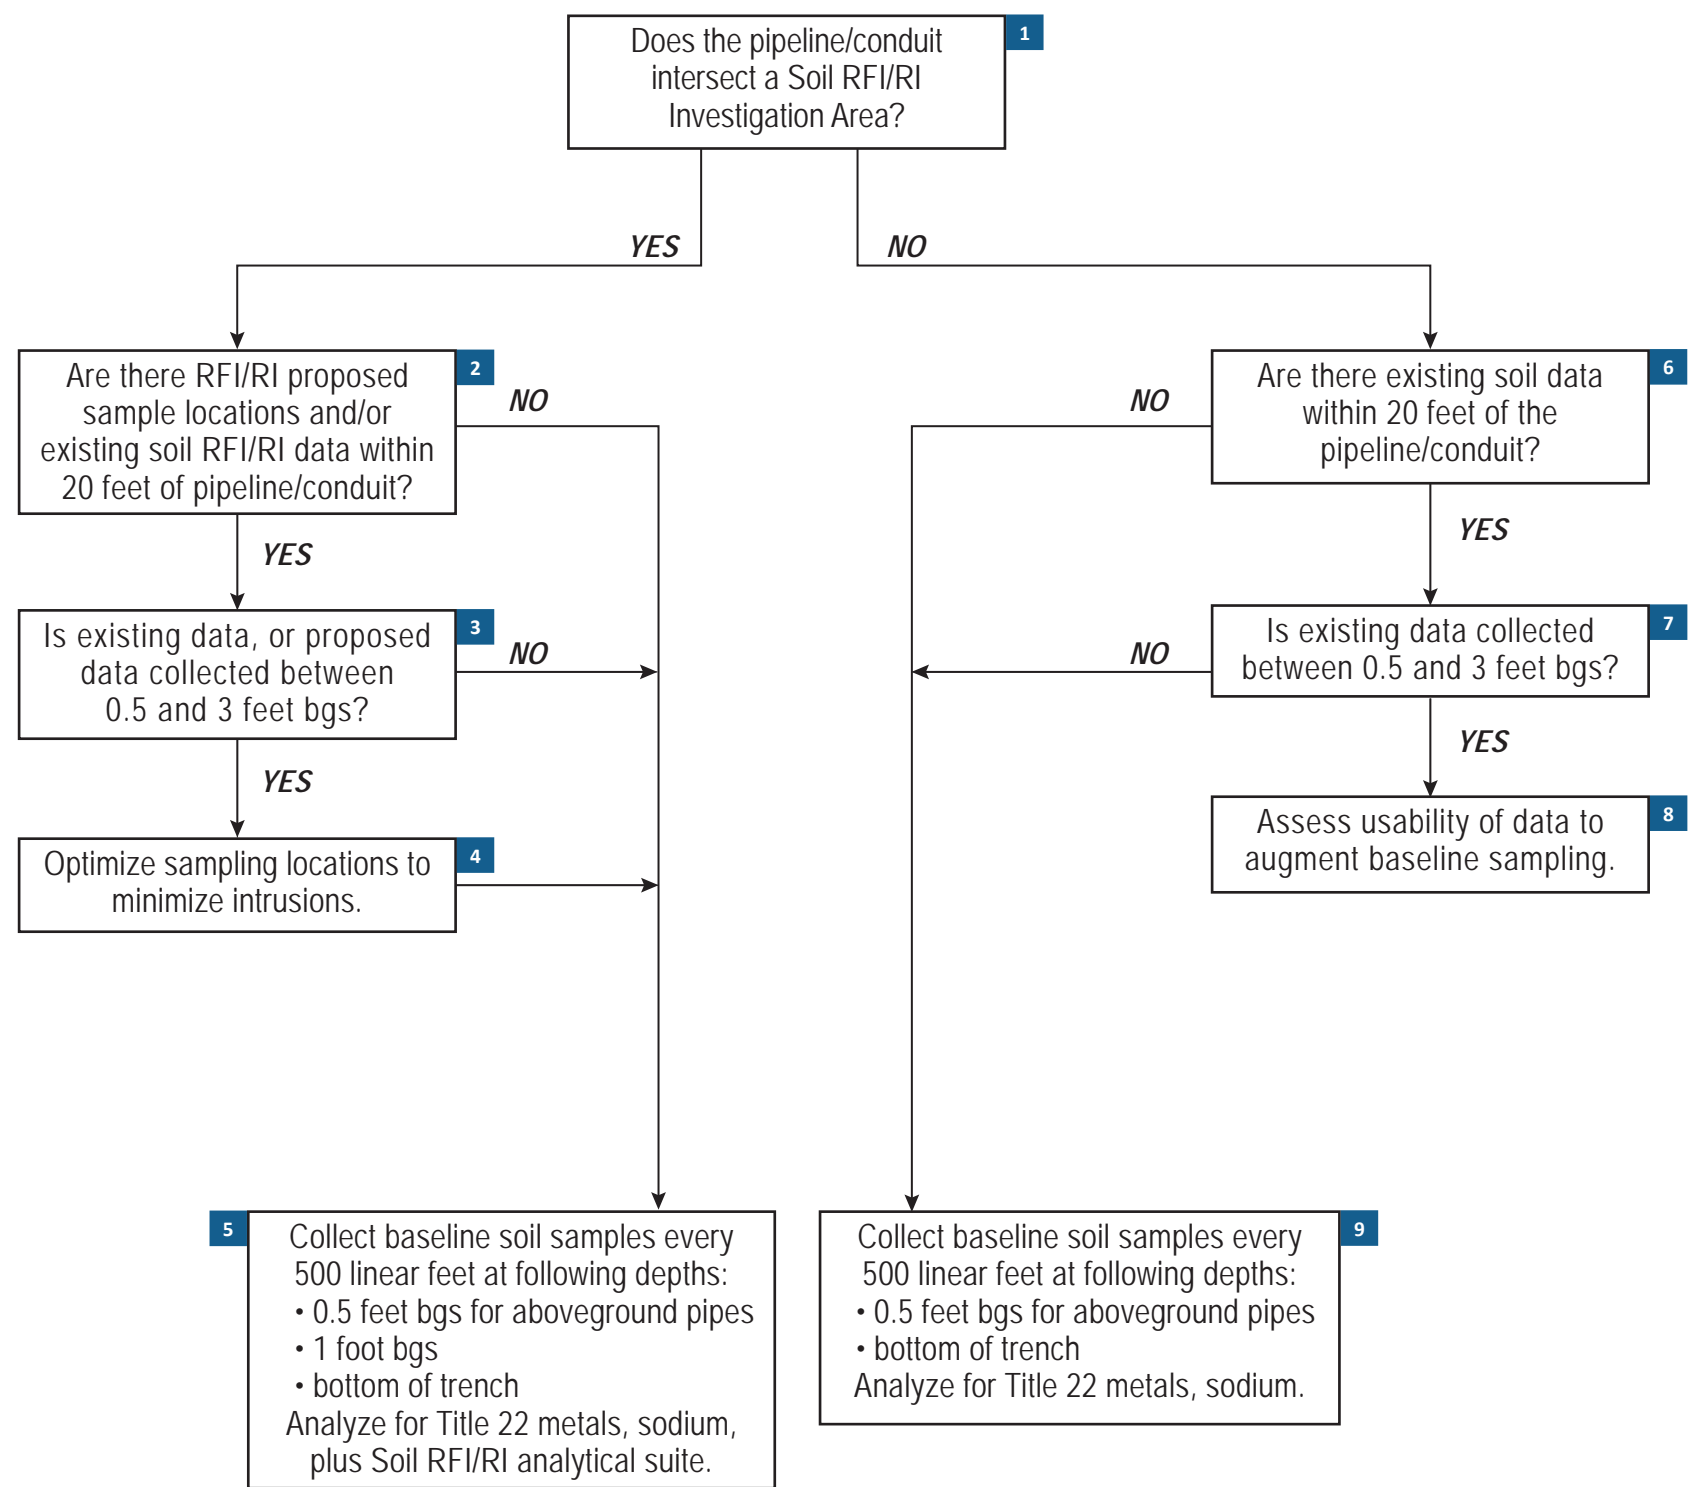 Does the pipeline/conduit
intersect a Soil RFI/RI
Investigation Area?
1
YES
NO
Are there RFI/RI proposed
sample locations and/or
existing soil RFI/RI data within
20 feet of pipeline/conduit?
2
NO
YES
Is existing data, or proposed
data collected between
0.5 and 3 feet bgs?
3
NO
YES
Optimize sampling locations to
minimize intrusions.
4
5
Collect baseline soil samples every
500 linear feet at following depths:
• 0.5 feet bgs for aboveground pipes
• 1 foot bgs
• bottom of trench
Analyze for Title 22 metals, sodium,
plus Soil RFI/RI analytical suite.
Are there existing soil data
within 20 feet of the
pipeline/conduit?
6
NO
YES
Is existing data collected
between 0.5 and 3 feet bgs?
7
NO
YES
Assess usability of data to
augment baseline sampling.
8
Collect baseline soil samples every
500 linear feet at following depths:
• 0.5 feet bgs for aboveground pipes
• bottom of trench
Analyze for Title 22 metals, sodium.
9